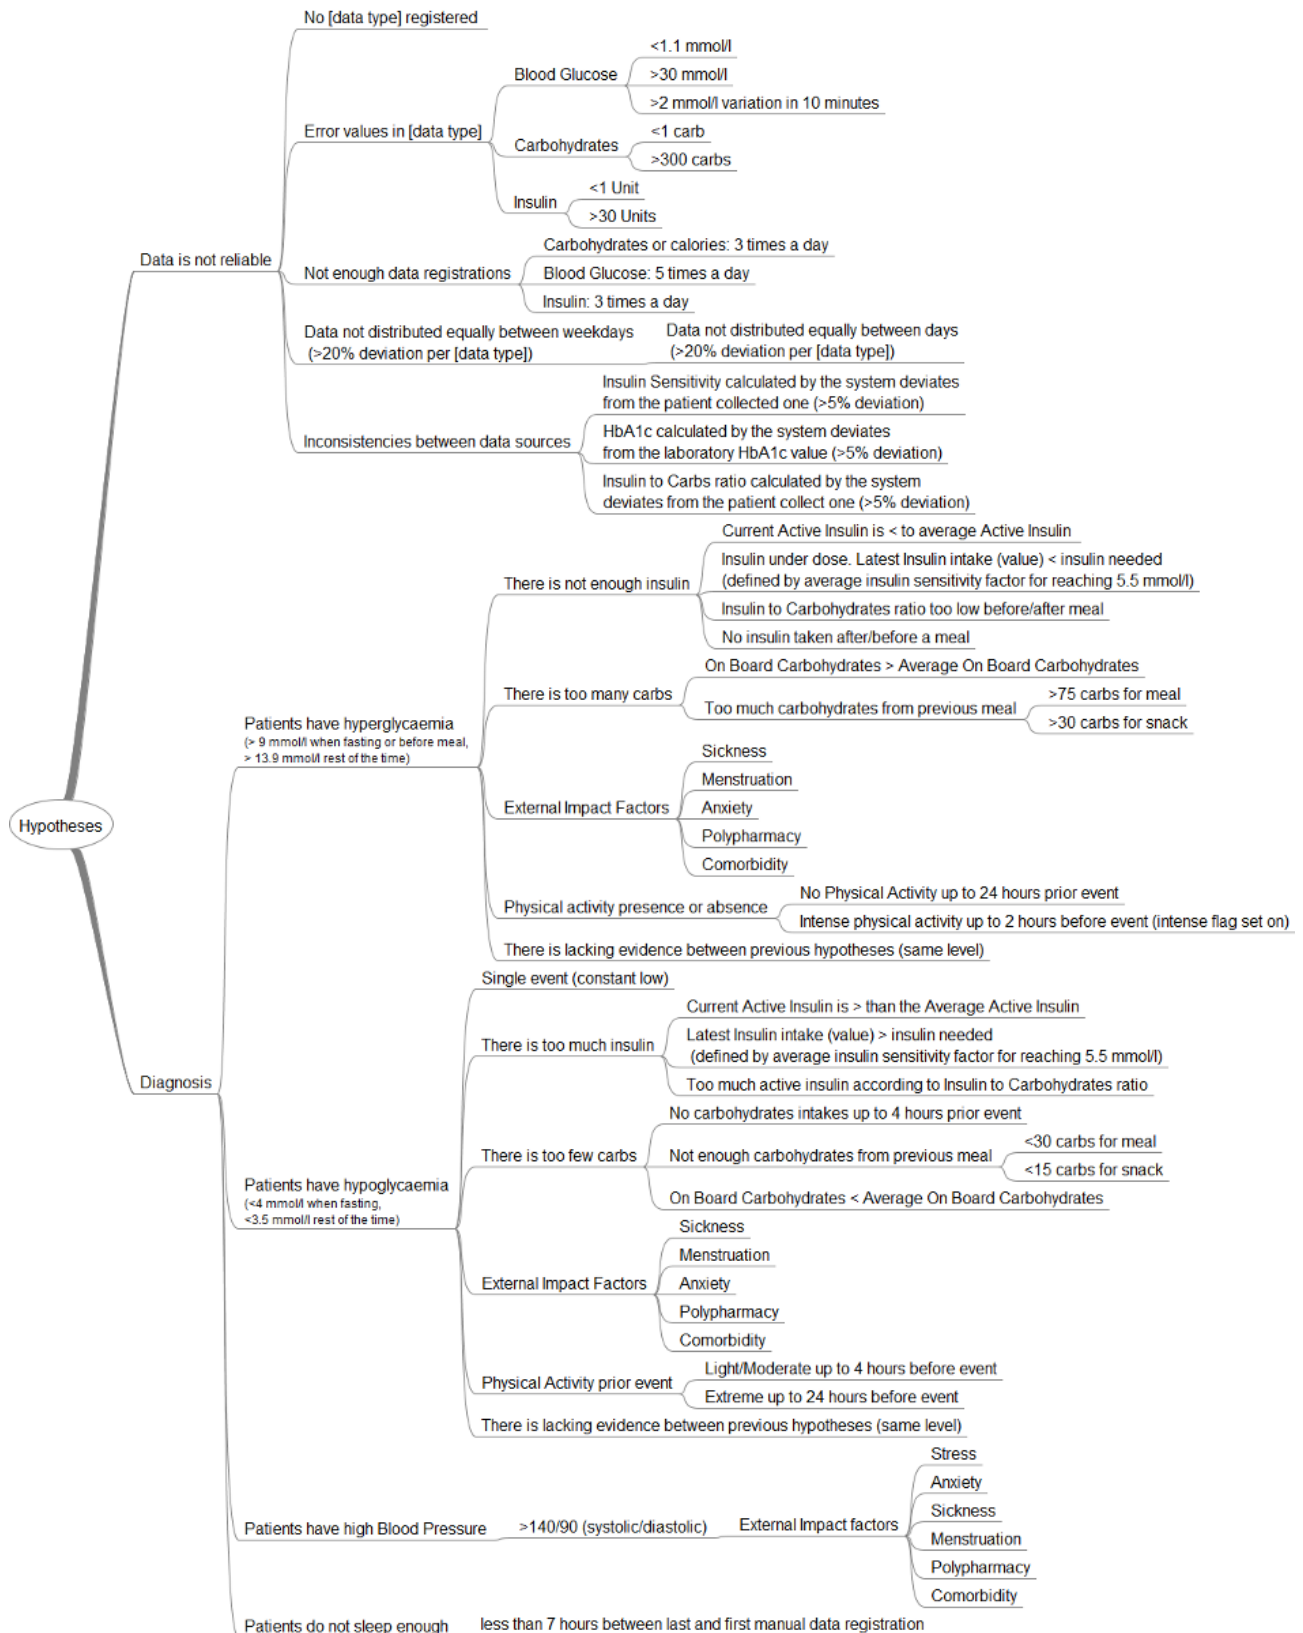 No [data type] registered
<1.1 mmol/l
Blood Glucose
>30 mmol/l
>2 mmol/l variation in 10 minutes
Error values in [data type]
<1 carb
Carbohydrates
>300 carbs
<1 Unit
Insulin
>30 Units
Data is not reliable
Carbohydrates or calories: 3 times a day
Not enough data registrations
Blood Glucose: 5 times a day
Insulin: 3 times a day
Data not distributed equally between weekdays
(>20% deviation per [data type])
Data not distributed equally between days
(>20% deviation per [data type])
Insulin Sensitivity calculated by the system deviates
from the patient collected one (>5% deviation)
Inconsistencies between data sources
HbA1c calculated by the system deviates
from the laboratory HbA1c value (>5% deviation)
Insulin to Carbs ratio calculated by the system
deviates from the patient collect one (>5% deviation)
Current Active Insulin is < to average Active Insulin
There is not enough insulin
Insulin under dose. Latest Insulin intake (value) < insulin needed
(defined by average insulin sensitivity factor for reaching 5.5 mmol/l)
Insulin to Carbohydrates ratio too low before/after meal
No insulin taken after/before a meal
On Board Carbohydrates > Average On Board Carbohydrates
There is too many carbs
Too much carbohydrates from previous meal
>75 carbs for meal
>30 carbs for snack
Patients have hyperglycaemia
(> 9 mmol/l when fasting or before meal,
> 13.9 mmol/l rest of the time)
Sickness
Menstruation
External Impact Factors
Anxiety
Polypharmacy
Comorbidity
Hypotheses
No Physical Activity up to 24 hours prior event
Physical activity presence or absence
Intense physical activity up to 2 hours before event (intense flag set on)
There is lacking evidence between previous hypotheses (same level)
Single event (constant low)
Current Active Insulin is > than the Average Active Insulin
There is too much insulin
Latest Insulin intake (value) > insulin needed
(defined by average insulin sensitivity factor for reaching 5.5 mmol/l)
Too much active insulin according to Insulin to Carbohydrates ratio
Diagnosis
No carbohydrates intakes up to 4 hours prior event
There is too few carbs
Not enough carbohydrates from previous meal
<30 carbs for meal
<15 carbs for snack
On Board Carbohydrates < Average On Board Carbohydrates
Patients have hypoglycaemia
(<4 mmol/l when fasting,
<3.5 mmol/l rest of the time)
Sickness
Menstruation
External Impact Factors
Anxiety
Polypharmacy
Comorbidity
Light/Moderate up to 4 hours before event
Physical Activity prior event
Extreme up to 24 hours before event
There is lacking evidence between previous hypotheses (same level)
Stress
Anxiety
Sickness
Patients have high Blood Pressure
>140/90 (systolic/diastolic)
External Impact factors
Menstruation
Polypharmacy
Comorbidity
Patients do not sleep enough
less than 7 hours between last and first manual data registration